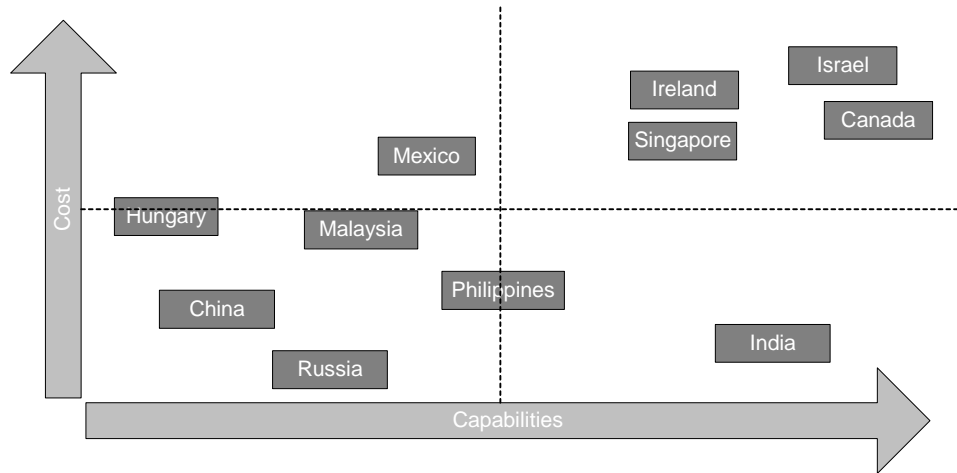 Israel
Ireland
Canada
Singapore
Mexico
Hungary
Malaysia
Cost
Philippines
China
India
Russia
Capabilities